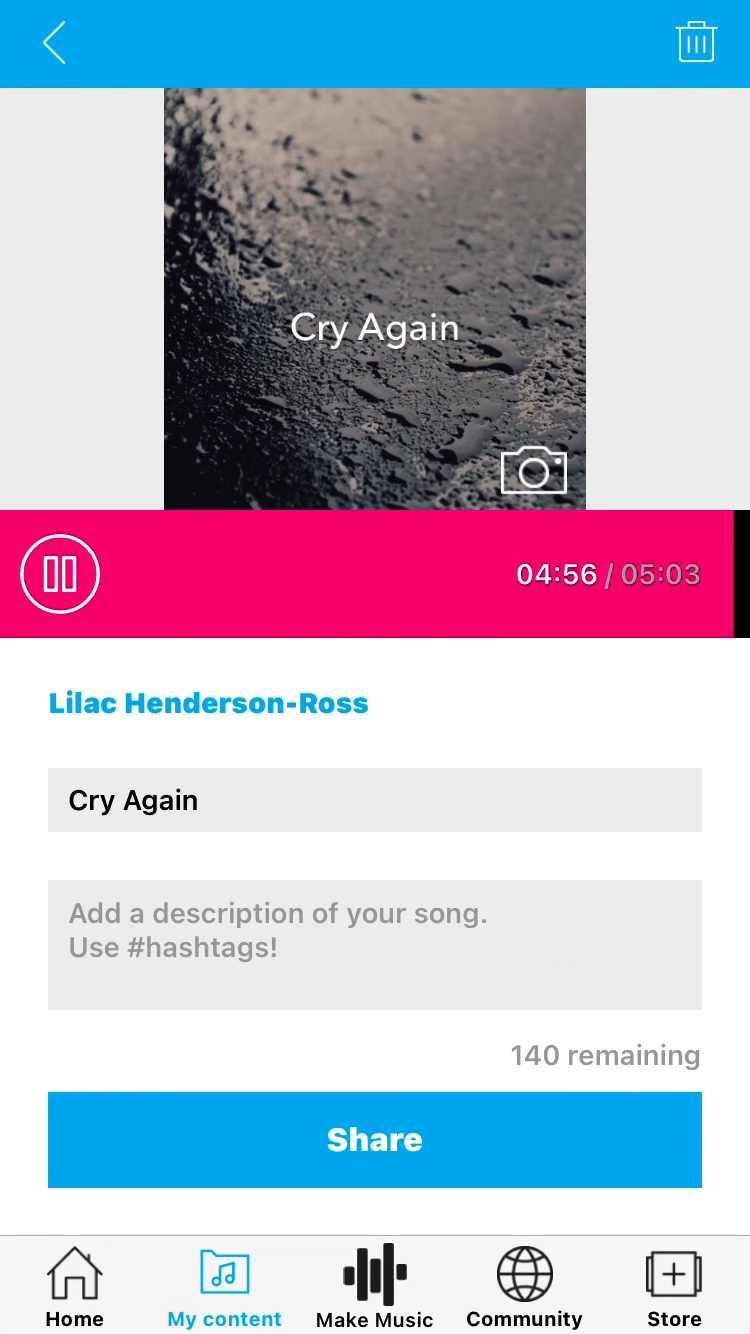 Cry Again
04:56 / 05:03
Lilac Henderson-Ross
Cry Again
Add a description of your song.
Use #hashtags!
140 remaining
Share
Home My content Make Music Community Store